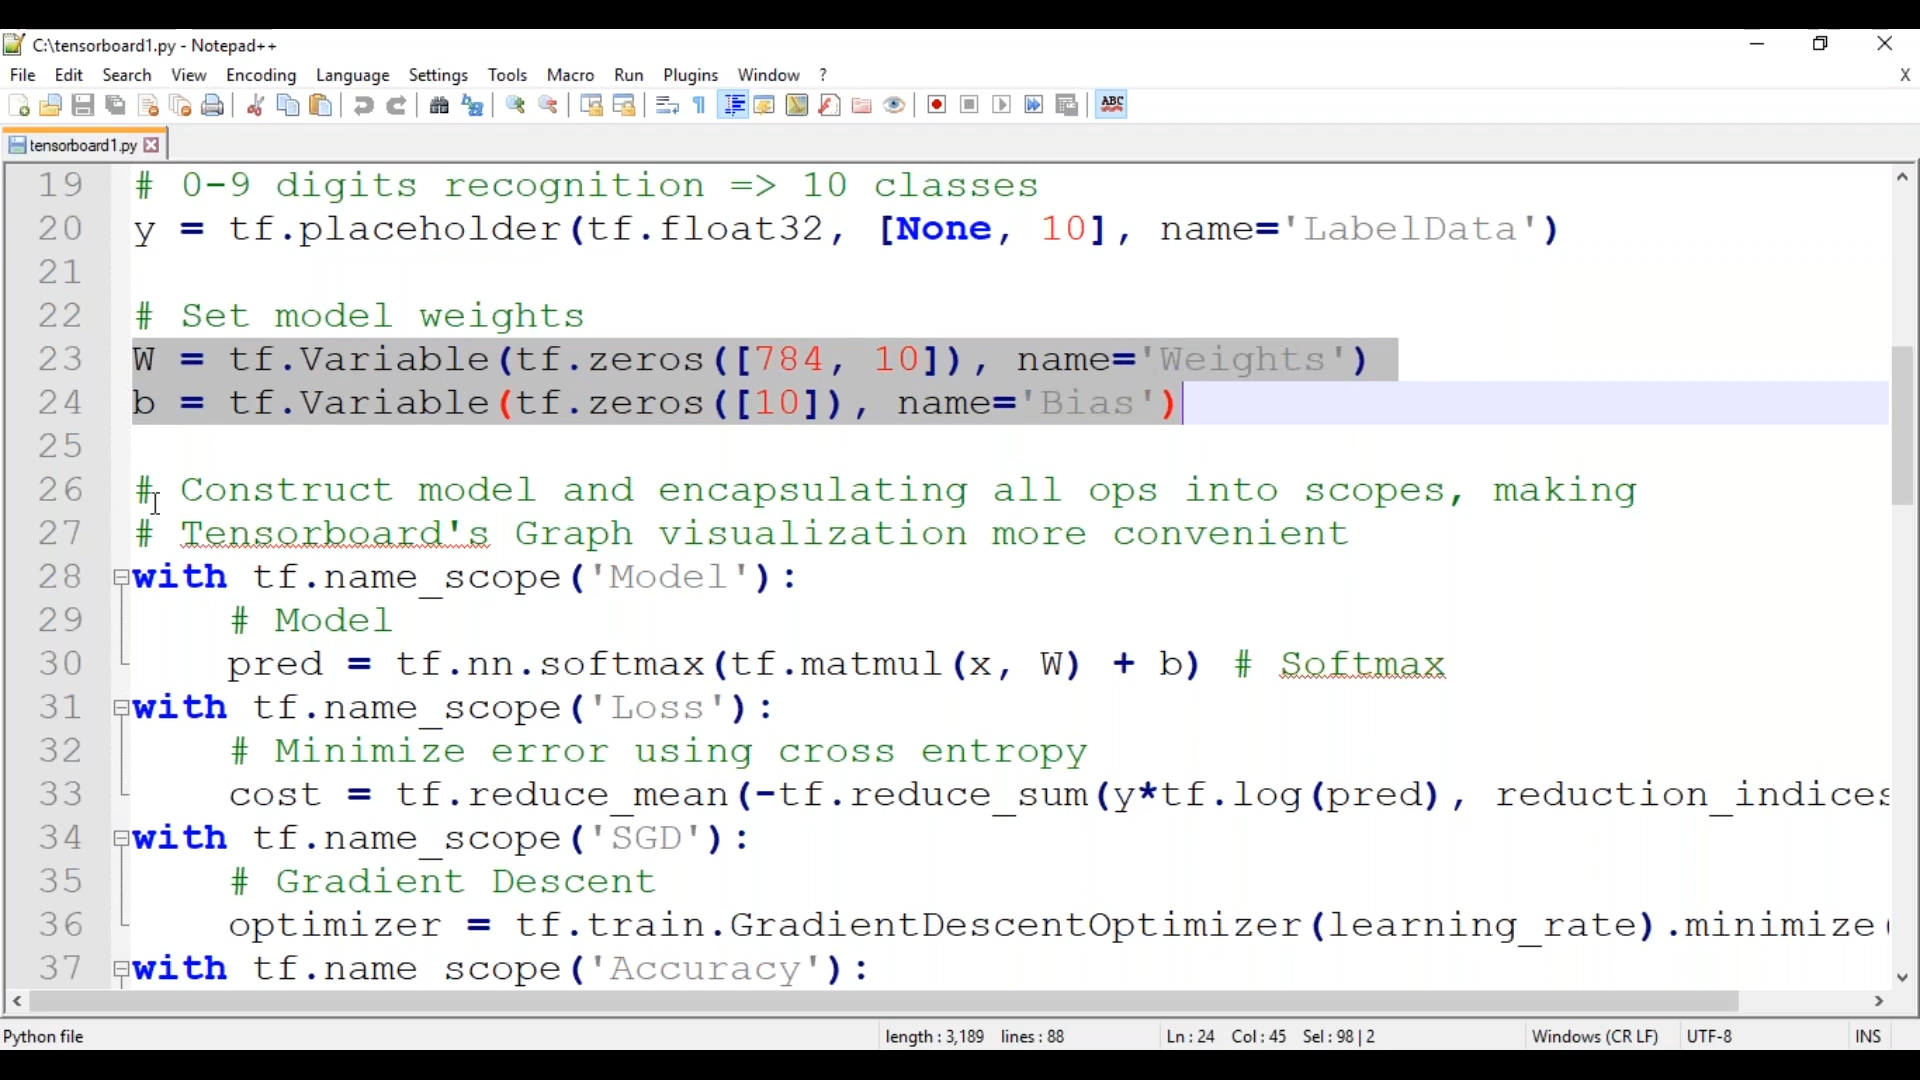 C:\tensorboard1.py - Notepad++
File Edit Search View Encoding Language Settings Tools Macro Run Plugins Window ? X
ABC
tensorboard1.py
19 # 0-9 digits recognition => 10 classes
20 y = tf.placeholder(tf.float32, [None, 10], name='LabelData')
21
22 # Set model weights
23 W = tf.Variable(tf.zeros([784, 10]), name='Weights')
24 b = tf.Variable(tf.zeros([10]), name='Bias')
25
26 # Construct model and encapsulating all ops into scopes, making
27 # Tensorboard's Graph visualization more convenient
28 with tf.name_scope('Model'):
29     # Model
30     pred = tf.nn.softmax(tf.matmul(x, W) + b) # Softmax
31 with tf.name_scope('Loss'):
32     # Minimize error using cross entropy
33     cost = tf.reduce_mean(-tf.reduce_sum(y*tf.log(pred), reduction_indices
34 with tf.name_scope('SGD'):
35     # Gradient Descent
36     optimizer = tf.train.GradientDescentOptimizer(learning_rate).minimize(
37 with tf.name_scope('Accuracy'):
Python file length : 3,189 lines : 88 Ln : 24 Col : 45 Sel : 98 | 2 Windows (CR LF) UTF-8 INS